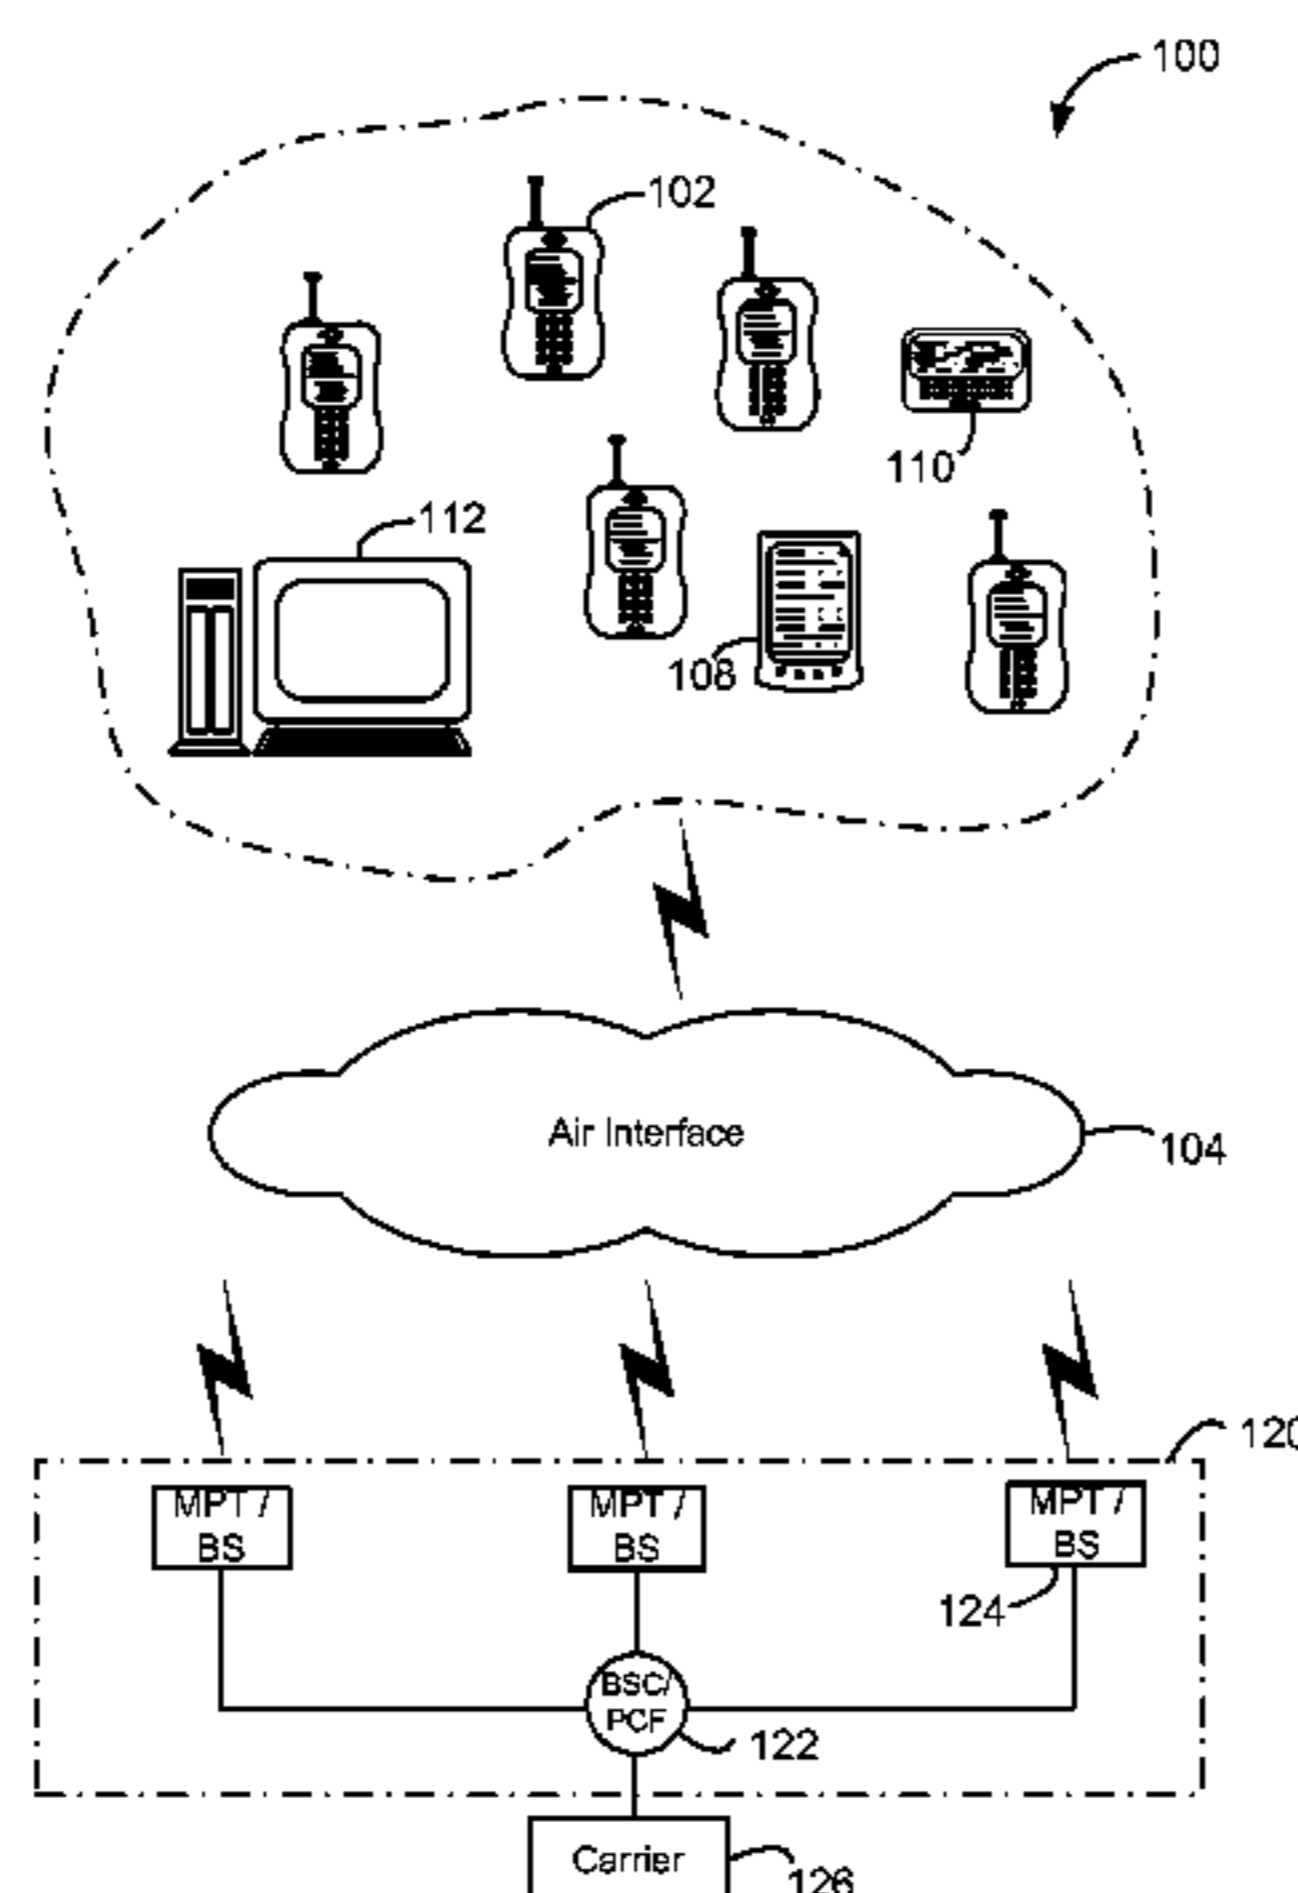 100
102
110
112
108
Air Interface
104
120
MPT /
BS
MPT /
BS
MPT /
BS
124
BSC/
PCF
122
Carrier
126